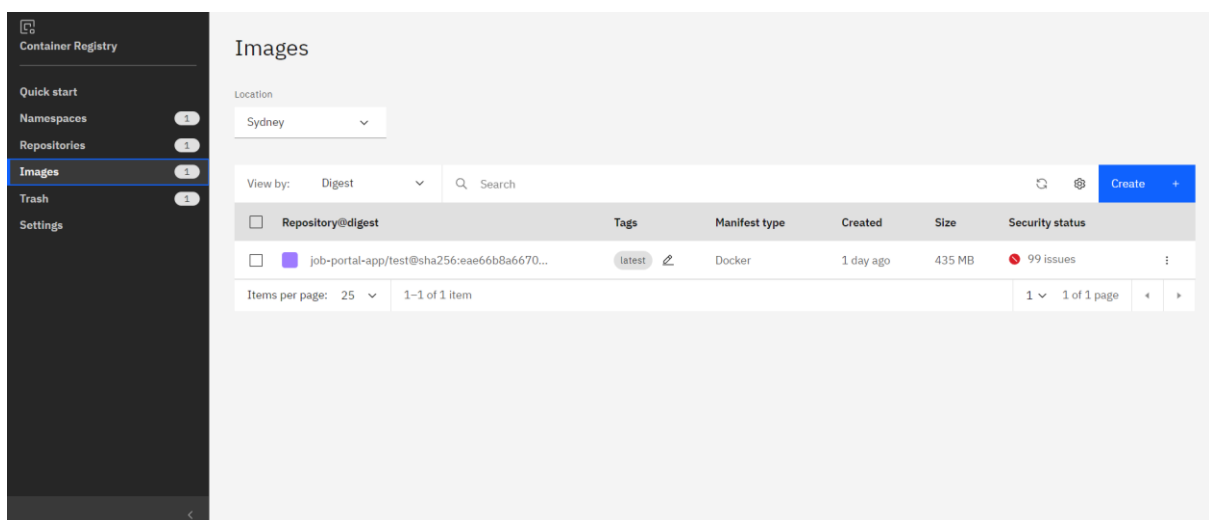 Container Registry
Quick start
Namespaces 1
Repositories 1
Images 1
Trash 1
Settings
Images
Location
Sydney
View by: Digest Search Create +
Repository@digest Tags Manifest type Created Size Security status
job-portal-app/test@sha256:eae66b8a6670... latest Docker 1 day ago 435 MB 99 issues
Items per page: 25 1–1 of 1 item 1 1 of 1 page